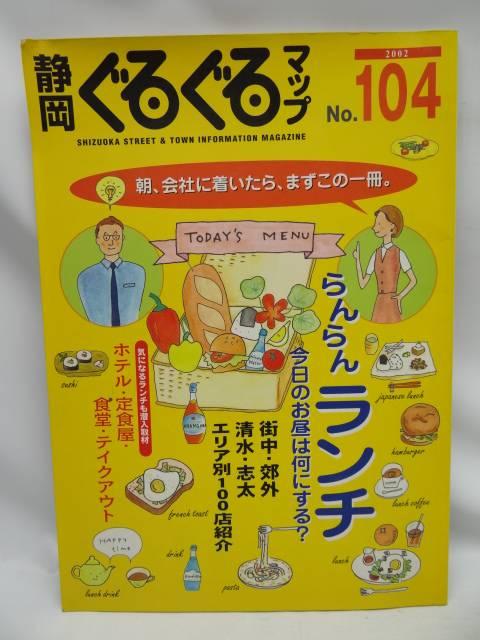 静岡
ぐるぐる
マップ
SHIZUOKA STREET & TOWN INFORMATION MAGAZINE
2002
No.104
朝、会社に着いたら、まずこの一冊。
TODAY'S MENU
らんらん
ランチ
今日のお昼は何にする?
街中・郊外
清水・志太
エリア別100店紹介
気になるランチも潜入取材
ホテル・定食屋・
食堂・テイクアウト
sushi
japanese lunch
hamburger
lunch coffee
lunch
french toast
drink
pasta
HAPPY
time
lunch drink